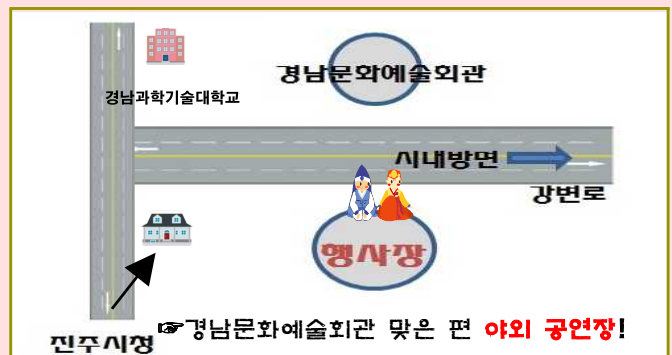 경남문화예술회관
경남과학기술대학교
시내방면
강변로
행사장
☞경남문화예술회관 맞은 편 야외 공연장!
진주시청